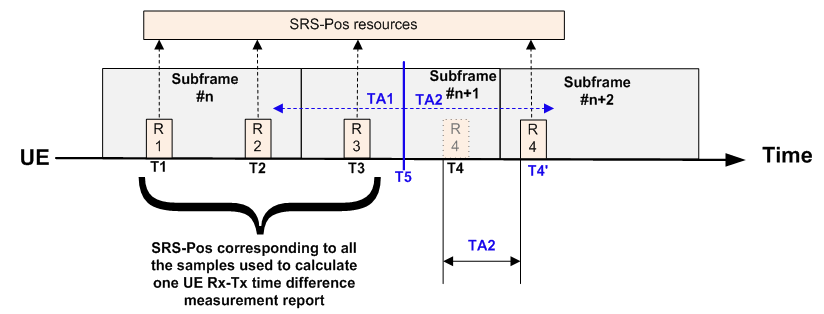 SRS-Pos resources
Subframe
#n
Subframe
#n+1
Subframe
#n+2
TA1
TA2
R
1
R
2
R
3
R
4
R
4
UE
Time
T1
T2
T3
T5
T4
T4'
TA2
SRS-Pos corresponding to all
the samples used to calculate
one UE Rx-Tx time difference
measurement report